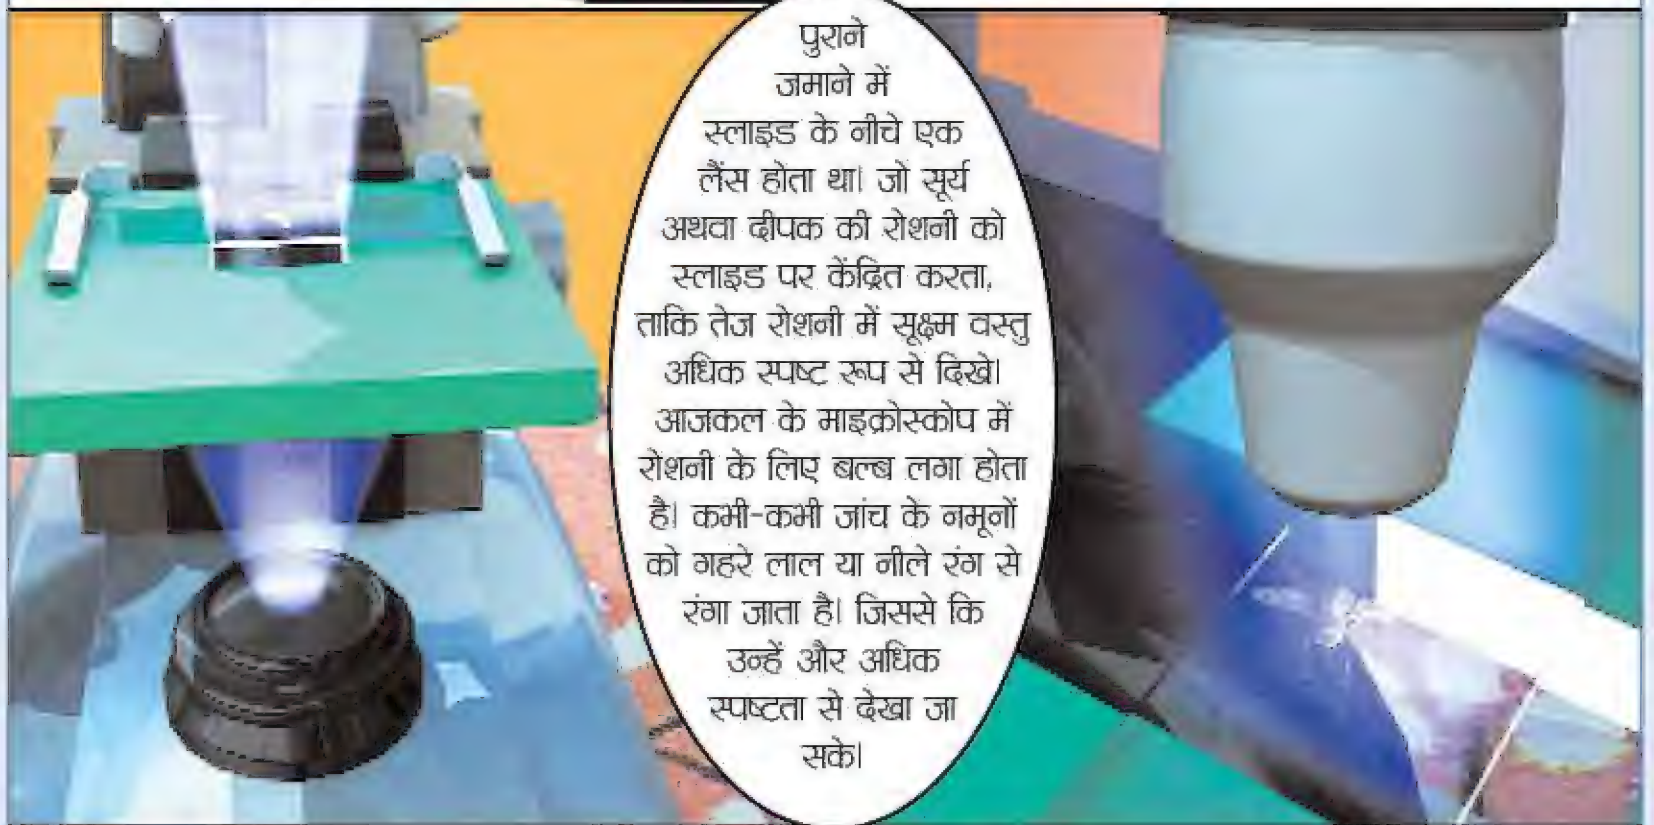 पुराने
जमाने में
स्लाइड के नीचे एक
लैंस होता था। जो सूर्य
अथवा दीपक की रोशनी को
स्लाइड पर केंद्रित करता,
ताकि तेज रोशनी में सूक्ष्म वस्तु
अधिक स्पष्ट रूप से दिखे।
आजकल के माइक्रोस्कोप में
रोशनी के लिए बल्ब लगा होता
है। कभी-कभी जांच के नमूनों
को गहरे लाल या नीले रंग से
रंगा जाता है। जिससे कि
उन्हें और अधिक
स्पष्टता से देखा जा
सके।